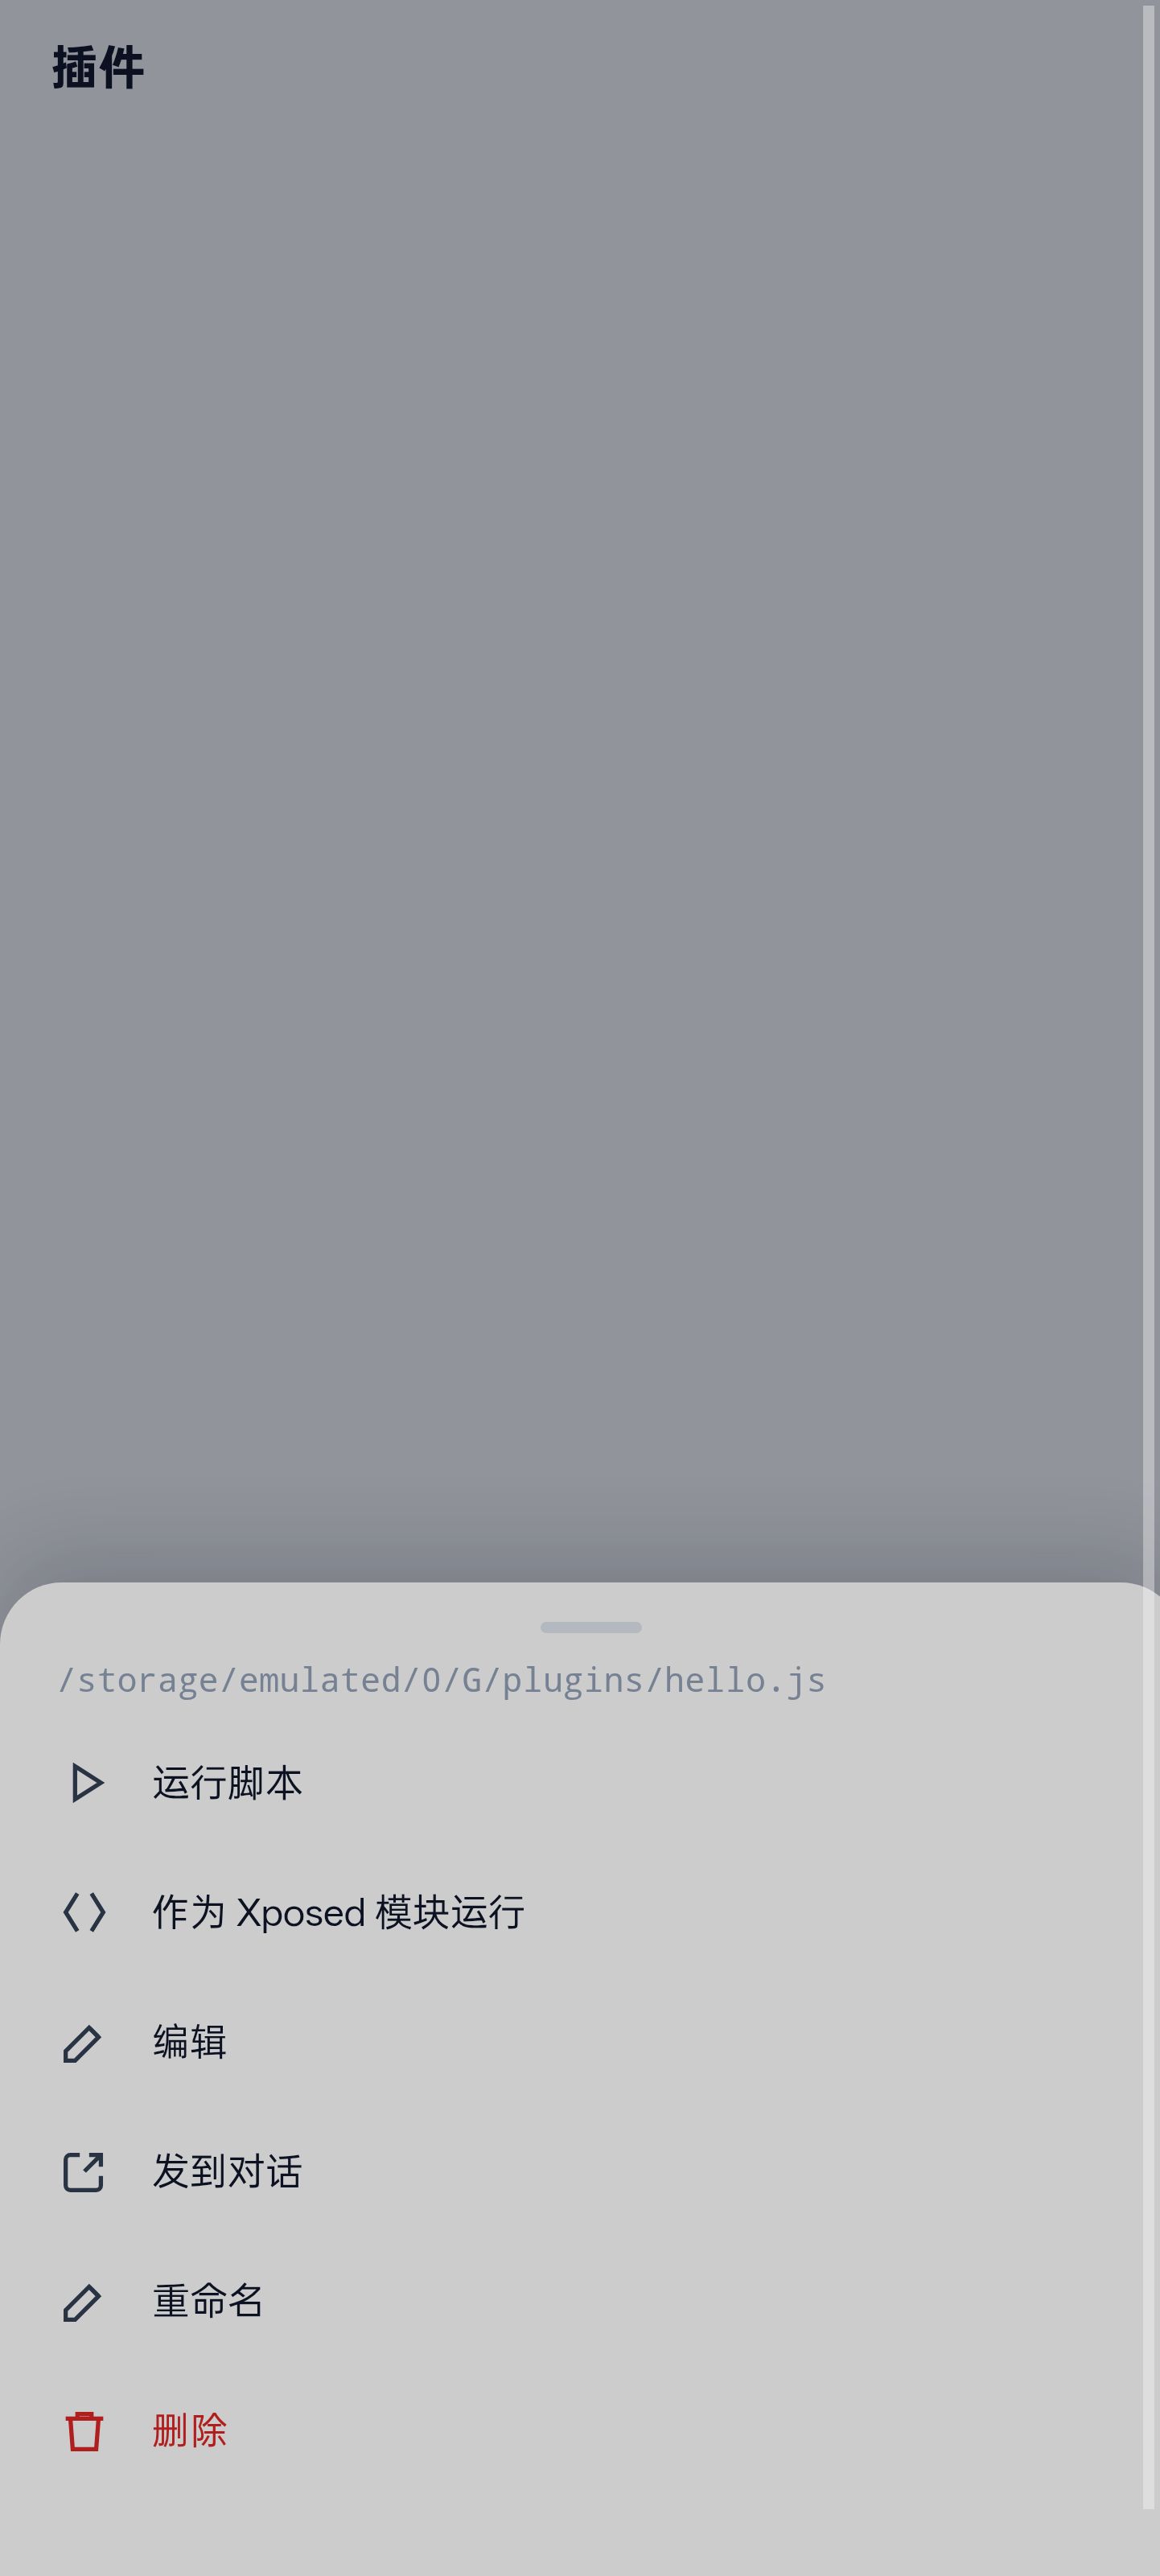 插件
/storage/emulated/0/G/plugins/hello.js
运行脚本
作为 Xposed 模块运行
编辑
发到对话
重命名
删除